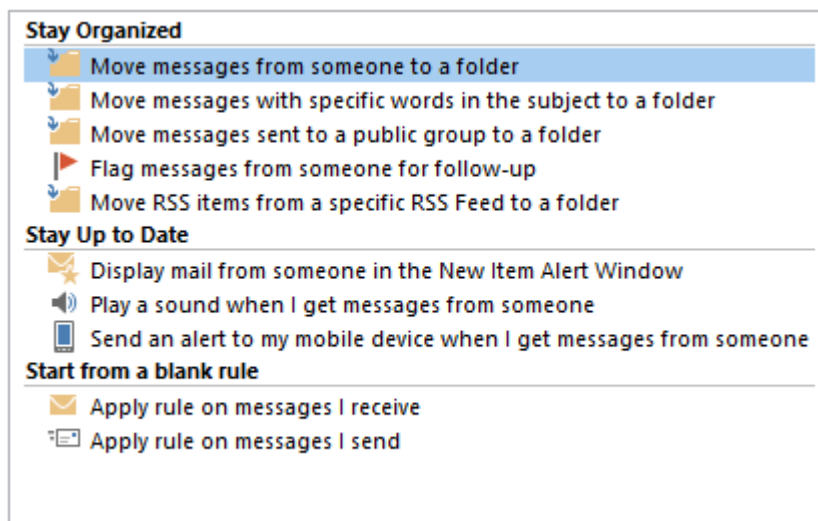 Stay Organized
Move messages from someone to a folder
Move messages with specific words in the subject to a folder
Move messages sent to a public group to a folder
Flag messages from someone for follow-up
Move RSS items from a specific RSS Feed to a folder
Stay Up to Date
Display mail from someone in the New Item Alert Window
Play a sound when I get messages from someone
Send an alert to my mobile device when I get messages from someone
Start from a blank rule
Apply rule on messages I receive
Apply rule on messages I send